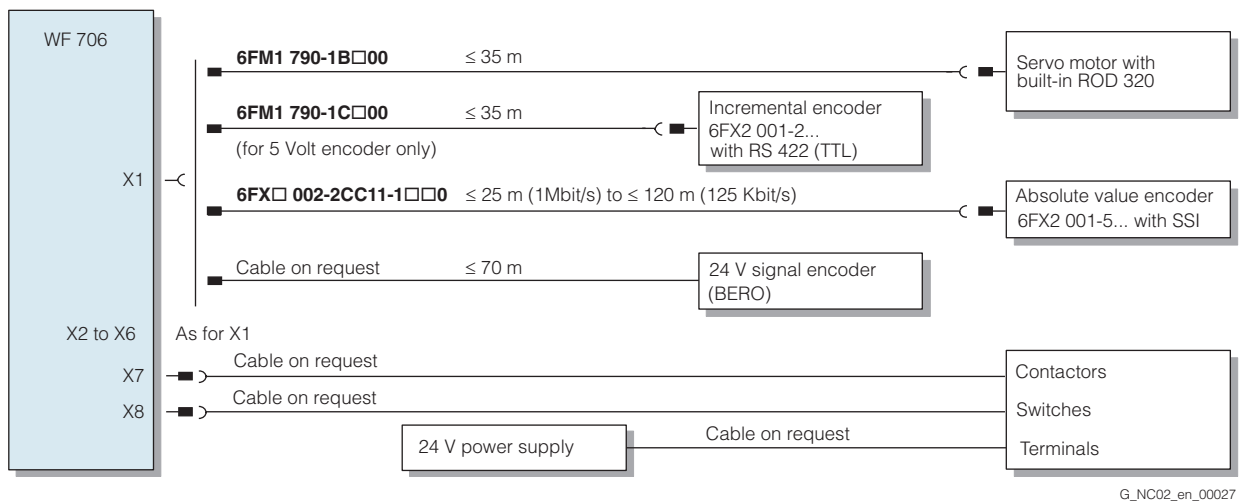 WF 706
6FM1 790-1B□00 ≤ 35 m
Servo motor with
built-in ROD 320
6FM1 790-1C□00 ≤ 35 m
(for 5 Volt encoder only)
Incremental encoder
6FX2 001-2...
with RS 422 (TTL)
X1
6FX□ 002-2CC11-1□□0 ≤ 25 m (1Mbit/s) to ≤ 120 m (125 Kbit/s)
Absolute value encoder
6FX2 001-5... with SSI
Cable on request ≤ 70 m
24 V signal encoder
(BERO)
X2 to X6 As for X1
X7 Cable on request
Contactors
X8 Cable on request
Switches
24 V power supply Cable on request
Terminals
G_NC02_en_00027